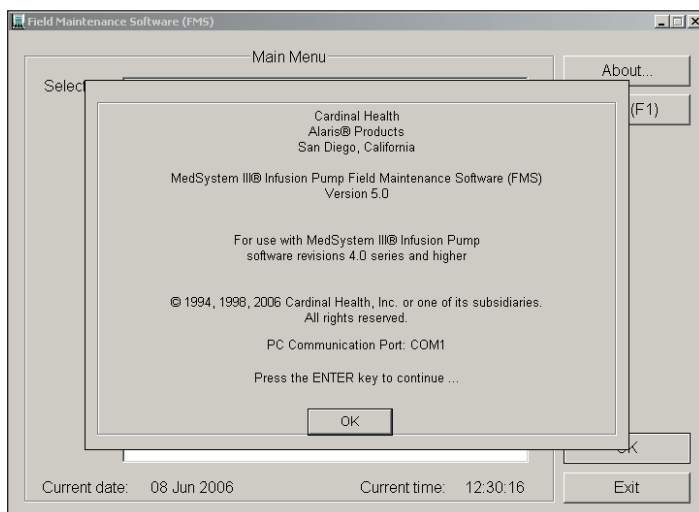 Field Maintenance Software (FMS)
Main Menu
About...
Select
(F1)
Cardinal Health
Alaris® Products
San Diego, California
MedSystem III® Infusion Pump Field Maintenance Software (FMS)
Version 5.0
For use with MedSystem III® Infusion Pump
software revisions 4.0 series and higher
© 1994, 1998, 2006 Cardinal Health, Inc. or one of its subsidiaries.
All rights reserved.
PC Communication Port: COM1
Press the ENTER key to continue ...
OK
OK
Current date: 08 Jun 2006 Current time: 12:30:16
Exit